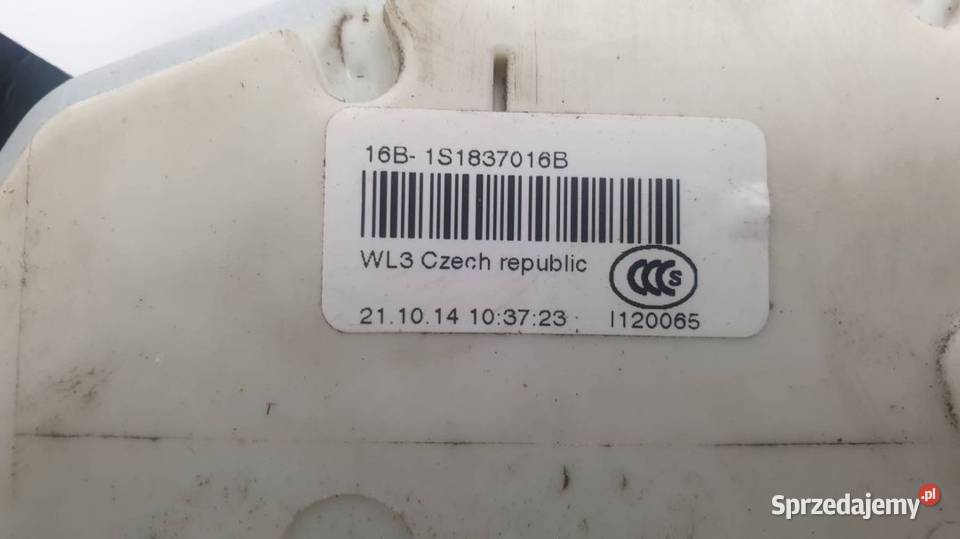 16B- 1S1837016B
WL3 Czech republic
CCC S
21.10.14 10:37:23 I120065
Sprzedajemy.pl